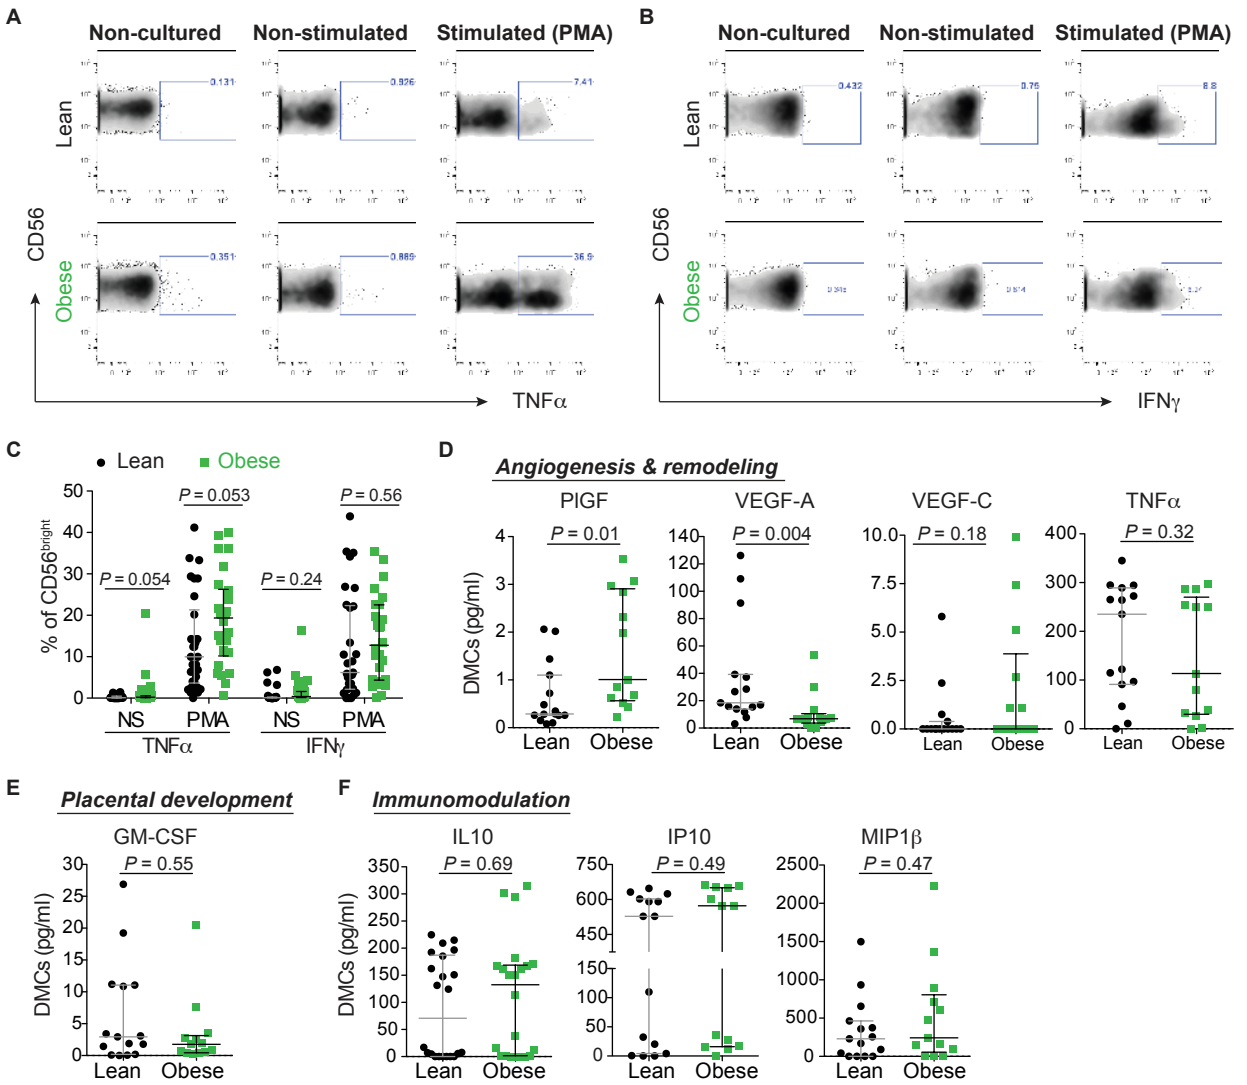 A
Non-cultured Non-stimulated Stimulated (PMA)
Lean
0.131
0.926
7.41
CD56
Obese
0.351
0.889
36.9
TNFα
B
Non-cultured Non-stimulated Stimulated (PMA)
Lean
0.432
0.76
8.8
CD56
Obese
IFNγ
C
Lean Obese
% of CD56bright
50
40
30
20
10
0
P = 0.054
P = 0.053
P = 0.24
P = 0.56
NS PMA NS PMA
TNFα IFNγ
D
Angiogenesis & remodeling
PlGF
P = 0.01
DMCs (pg/ml)
4
3
2
1
0
Lean Obese
VEGF-A
P = 0.004
140
120
100
80
60
40
20
0
Lean Obese
VEGF-C
P = 0.18
10.0
7.5
5.0
2.5
0.0
Lean Obese
TNFα
P = 0.32
400
300
200
100
0
Lean Obese
E
Placental development
GM-CSF
P = 0.55
DMCs (pg/ml)
30
25
20
15
10
5
0
Lean Obese
F
Immunomodulation
IL10
P = 0.69
DMCs (pg/ml)
350
300
250
200
150
100
50
0
Lean Obese
IP10
P = 0.49
750
600
450
150
100
50
0
Lean Obese
MIP1β
P = 0.47
2500
2000
1500
1000
500
0
Lean Obese